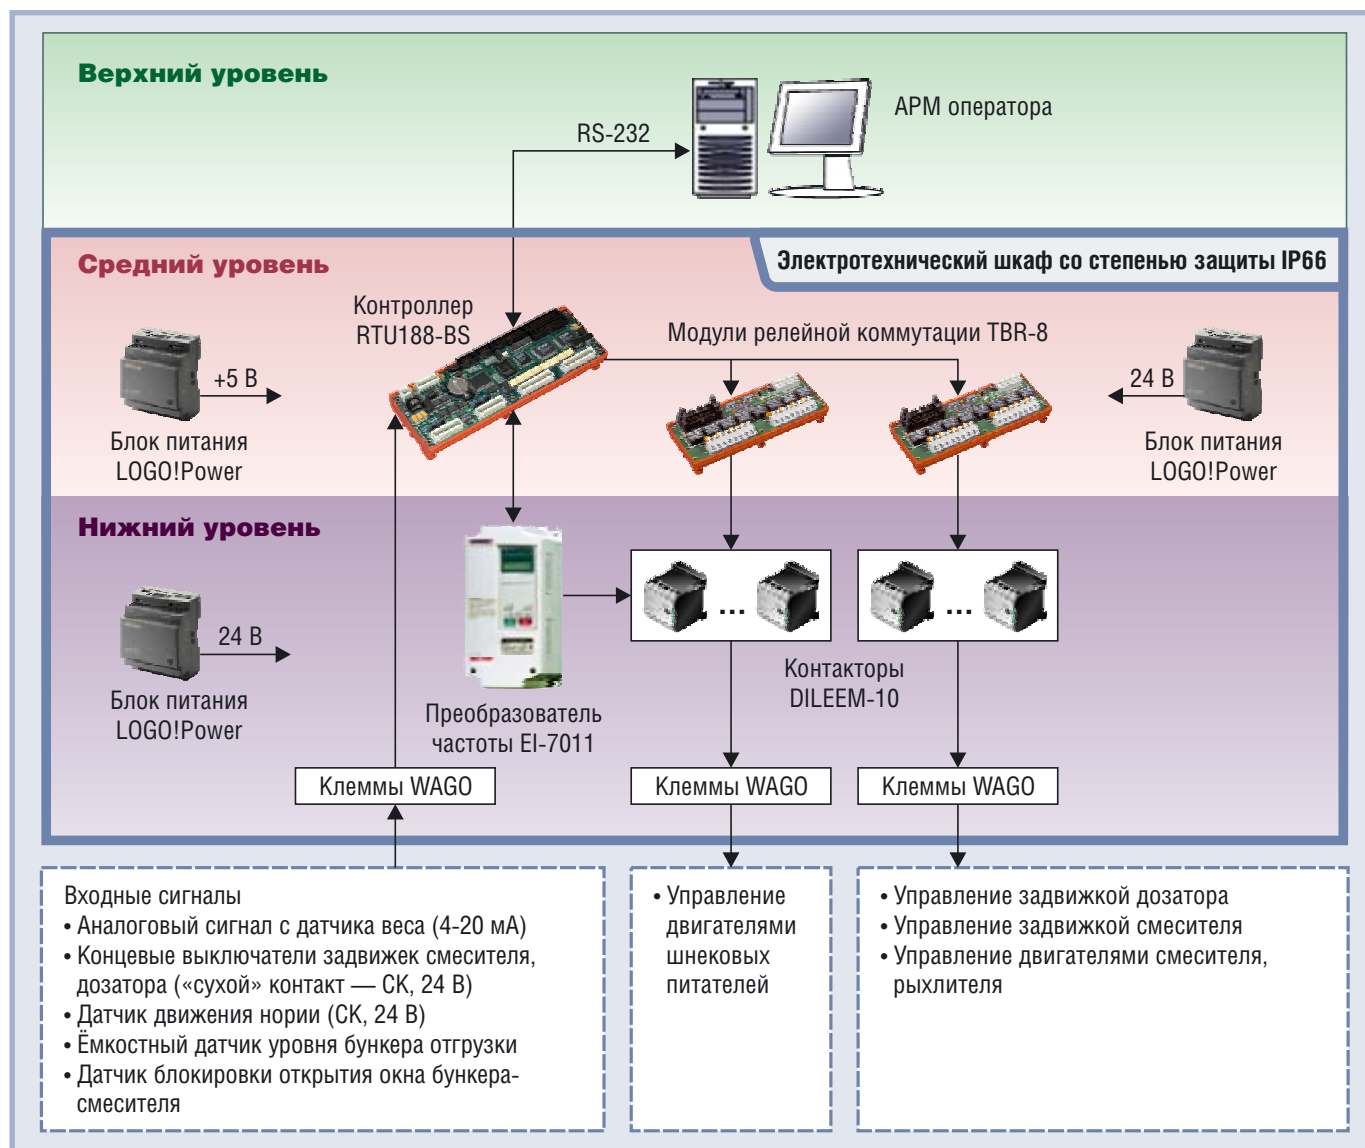 Верхний уровень
АРМ оператора
RS-232
Средний уровень
Электротехнический шкаф со степенью защиты IP66
Контроллер
RTU188-BS
Модули релейной коммутации TBR-8
+5 В
24 В
Блок питания
LOGO!Power
Блок питания
LOGO!Power
Нижний уровень
24 В
Блок питания
LOGO!Power
...
...
Контакторы
DILEEM-10
Преобразователь
частоты EI-7011
Клеммы WAGO
Клеммы WAGO
Клеммы WAGO
Входные сигналы
• Аналоговый сигнал с датчика веса (4-20 мА)
• Концевые выключатели задвижек смесителя,
дозатора («сухой» контакт — СК, 24 В)
• Датчик движения нории (СК, 24 В)
• Ёмкостный датчик уровня бункера отгрузки
• Датчик блокировки открытия окна бункера-
смесителя
• Управление
двигателями
шнековых
питателей
• Управление задвижкой дозатора
• Управление задвижкой смесителя
• Управление двигателями смесителя,
рыхлителя